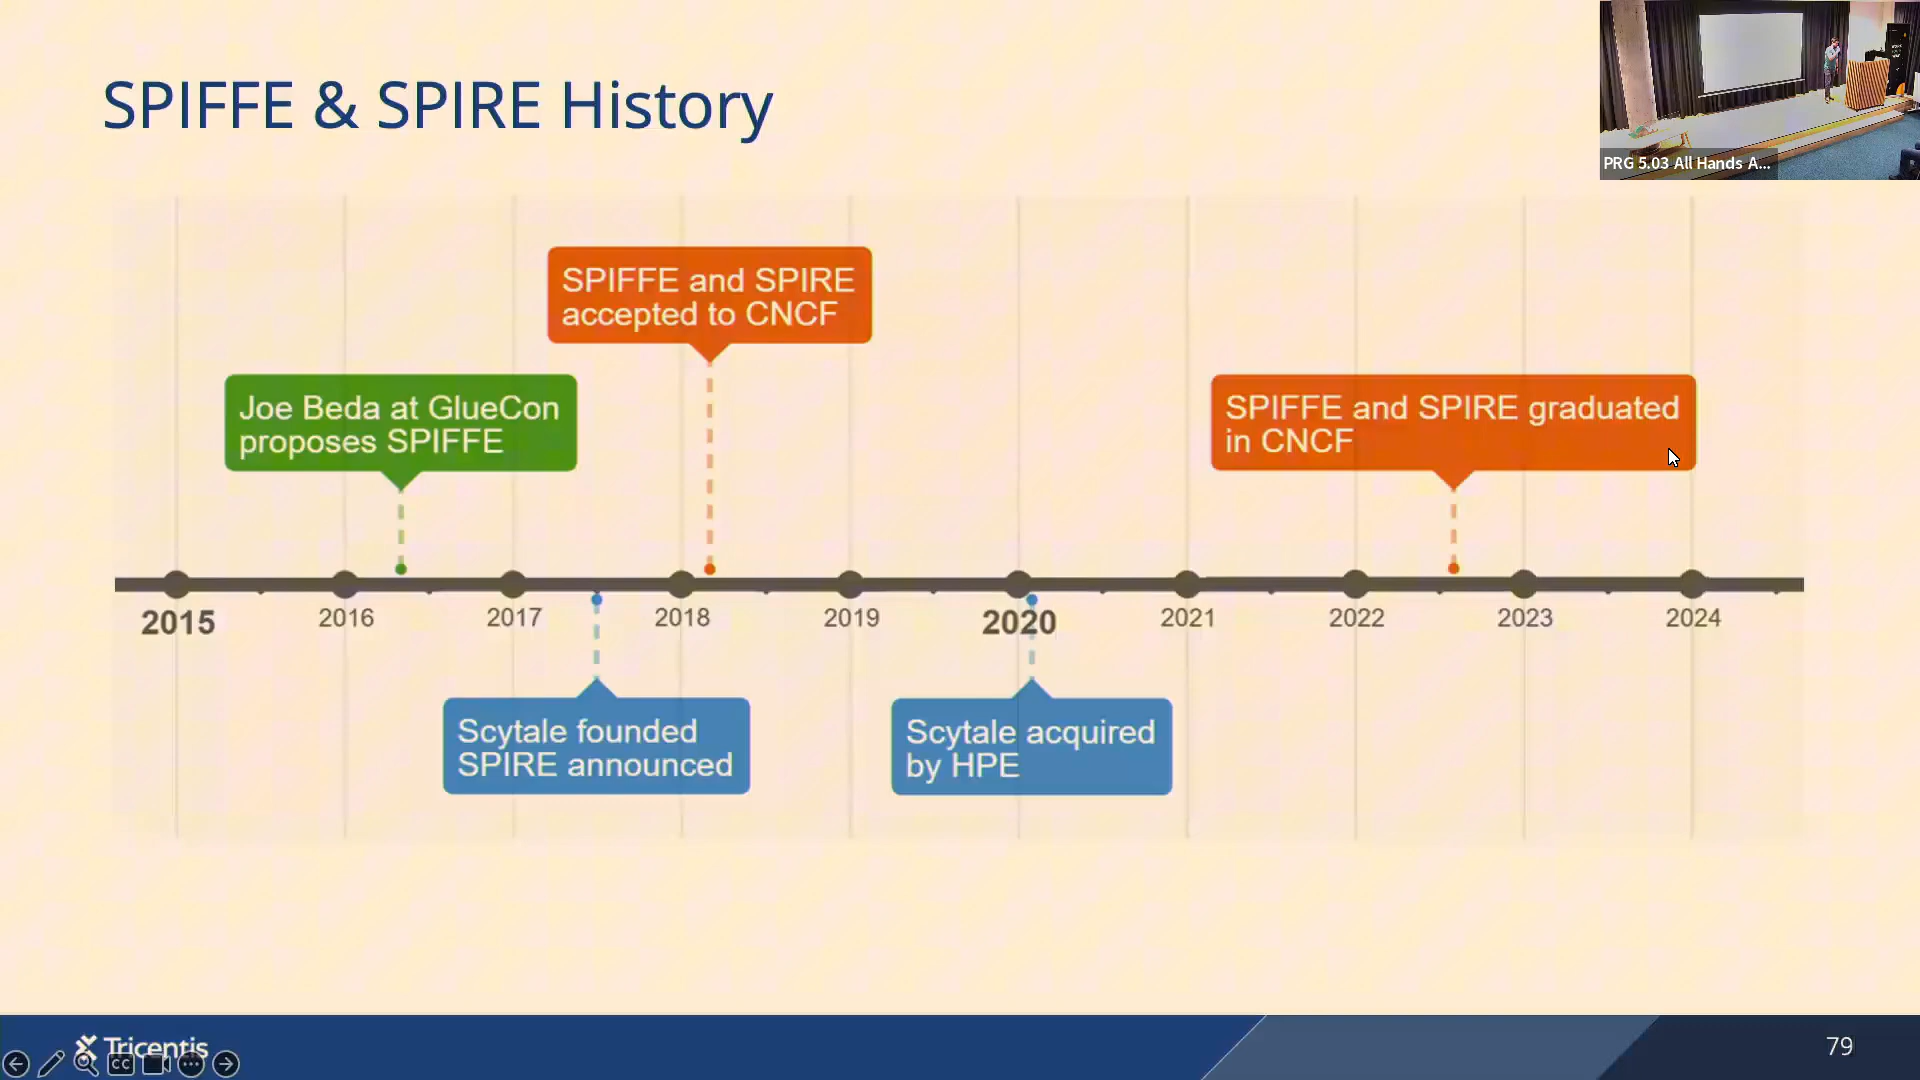 SPIFFE & SPIRE History
PRG 5.03 All Hands A...
SPIFFE and SPIRE
accepted to CNCF
Joe Beda at GlueCon
proposes SPIFFE
SPIFFE and SPIRE graduated
in CNCF
2015
2016
2017
2018
2019
2020
2021
2022
2023
2024
Scytale founded
SPIRE announced
Scytale acquired
by HPE
Tricentis
CC
79